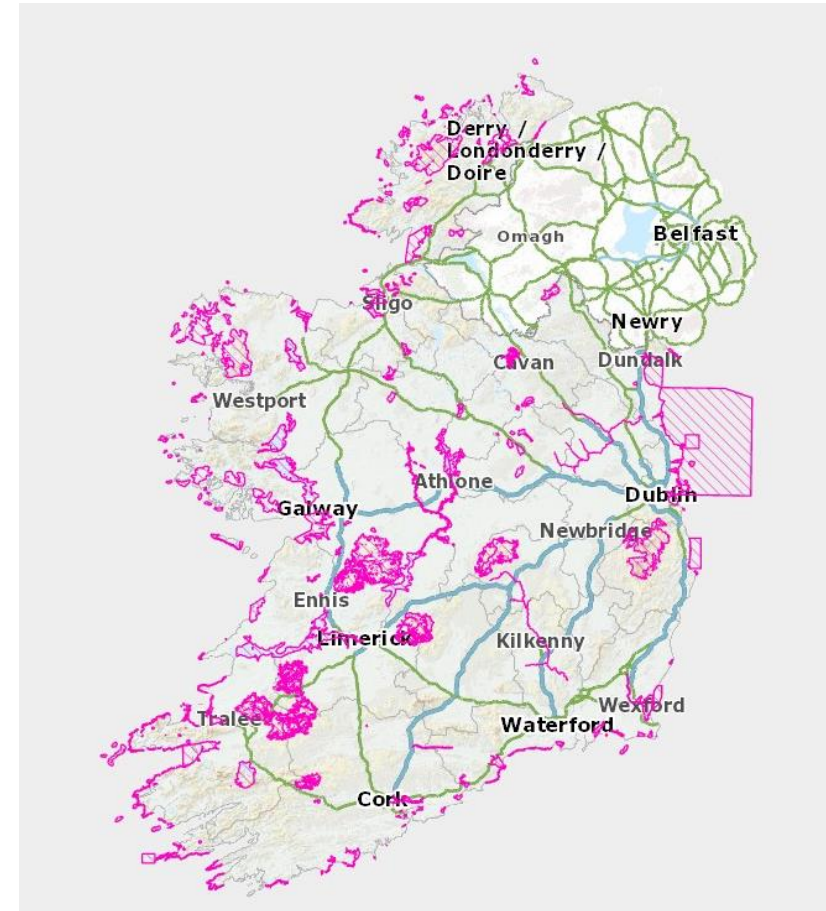 Derry /
Londonderry /
Doire
Omagh
Belfast
Sligo
Newry
Cavan
Dundalk
Westport
Athlone
Galway
Dublin
Newbridge
Ennis
Limerick
Kilkenny
Tralee
Wexford
Waterford
Cork